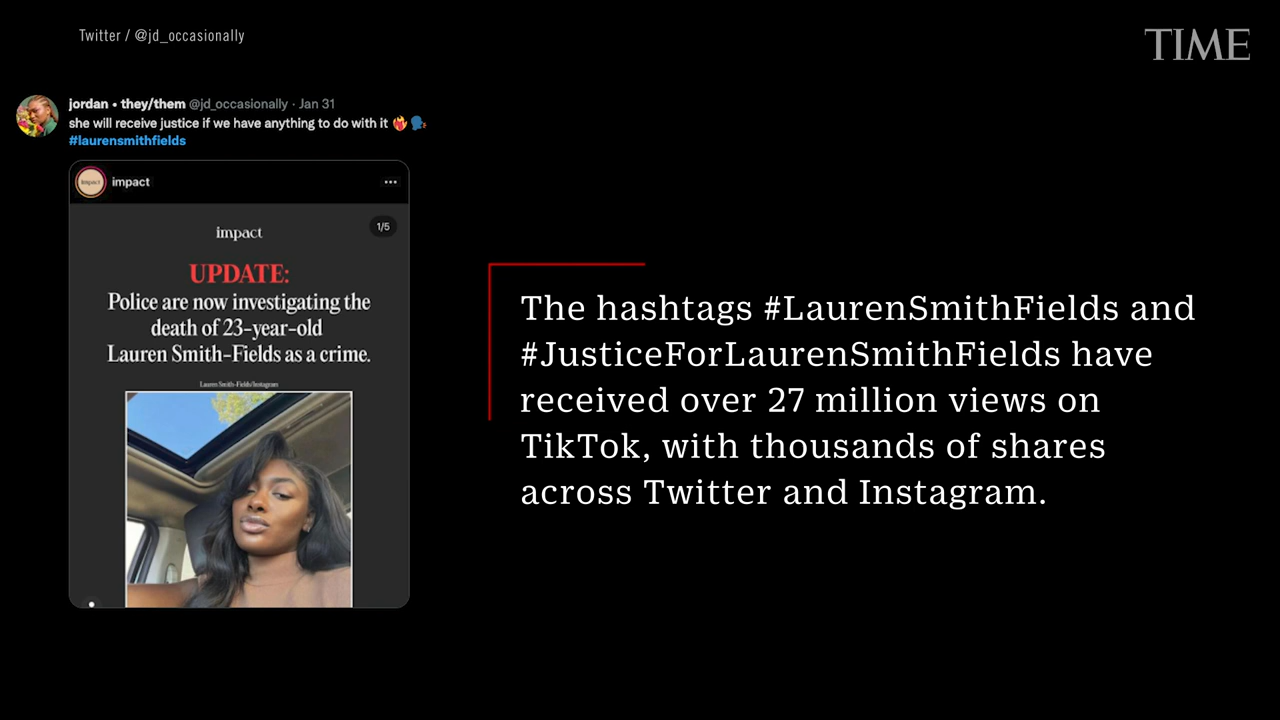 Twitter / @jd_occasionally
TIME
jordan • they/them @jd_occasionally · Jan 31
she will receive justice if we have anything to do with it 🔥 🗣
#laurensmithfields
impact
impact
impact
1/5
UPDATE:
Police are now investigating the
death of 23-year-old
Lauren Smith-Fields as a crime.
Lauren Smith-Fields/Instagram
The hashtags #LaurenSmithFields and
#JusticeForLaurenSmithFields have
received over 27 million views on
TikTok, with thousands of shares
across Twitter and Instagram.